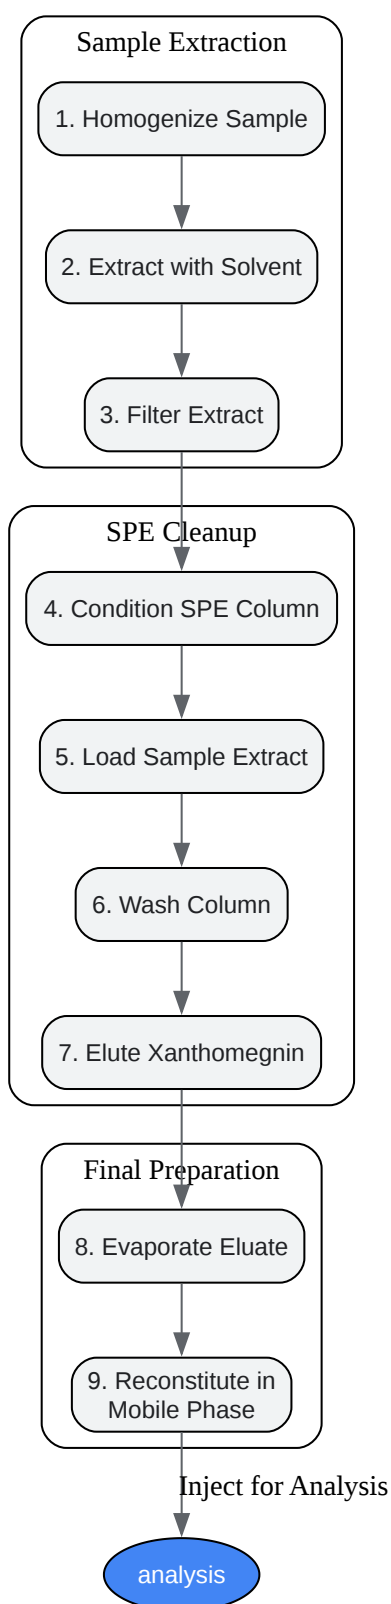 Sample Extraction
1. Homogenize Sample
2. Extract with Solvent
3. Filter Extract
SPE Cleanup
4. Condition SPE Column
5. Load Sample Extract
6. Wash Column
7. Elute Xanthomegnin
Final Preparation
8. Evaporate Eluate
9. Reconstitute in
Mobile Phase
Inject for Analysis
analysis